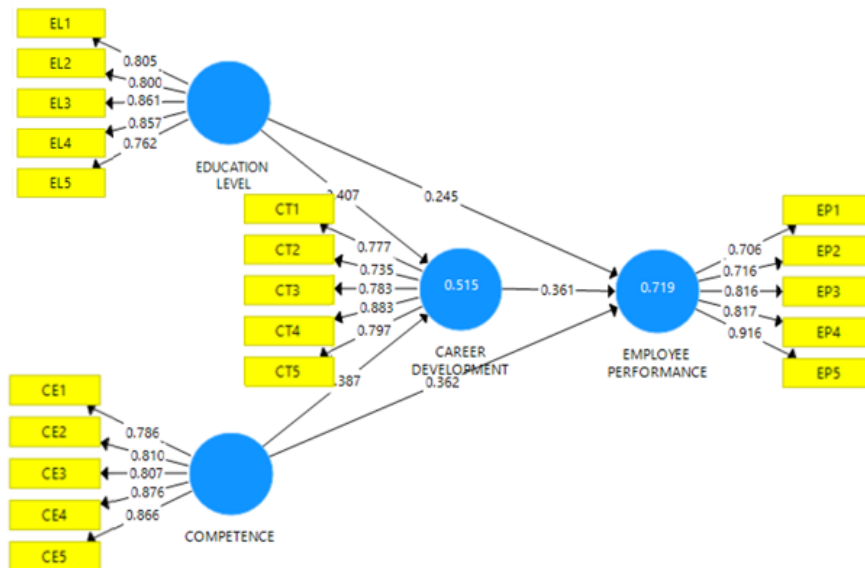 EL1
EL2
EL3
EL4
EL5
0.805
0.800
0.861
0.857
0.762
EDUCATION
LEVEL
.407
0.245
CT1
CT2
CT3
CT4
CT5
0.777
0.735
0.783
0.883
0.797
0.515
CAREER
DEVELOPMENT
0.361
0.719
EMPLOYEE
PERFORMANCE
EP1
EP2
EP3
EP4
EP5
0.706
0.716
0.816
0.817
0.916
.387
0.362
CE1
CE2
CE3
CE4
CE5
0.786
0.810
0.807
0.876
0.866
COMPETENCE